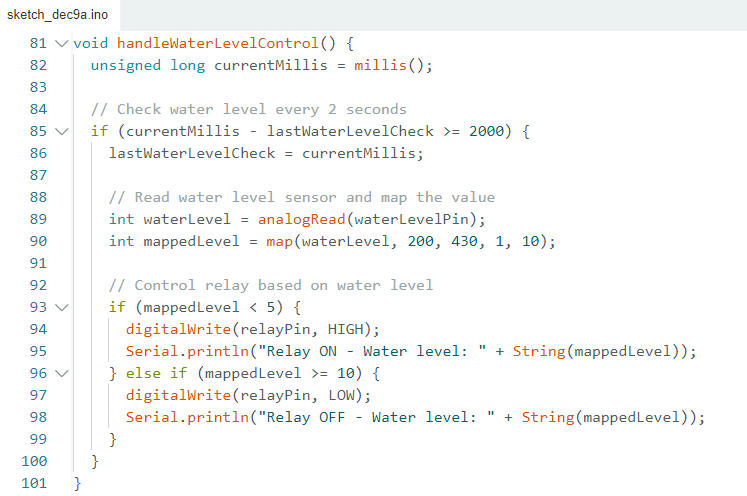 sketch_dec9a.ino
81 void handleWaterLevelControl() {
82   unsigned long currentMillis = millis();
83
84   // Check water level every 2 seconds
85   if (currentMillis - lastWaterLevelCheck >= 2000) {
86     lastWaterLevelCheck = currentMillis;
87
88     // Read water level sensor and map the value
89     int waterLevel = analogRead(waterLevelPin);
90     int mappedLevel = map(waterLevel, 200, 430, 1, 10);
91
92     // Control relay based on water level
93     if (mappedLevel < 5) {
94       digitalWrite(relayPin, HIGH);
95       Serial.println("Relay ON - Water level: " + String(mappedLevel));
96     } else if (mappedLevel >= 10) {
97       digitalWrite(relayPin, LOW);
98       Serial.println("Relay OFF - Water level: " + String(mappedLevel));
99     }
100   }
101 }